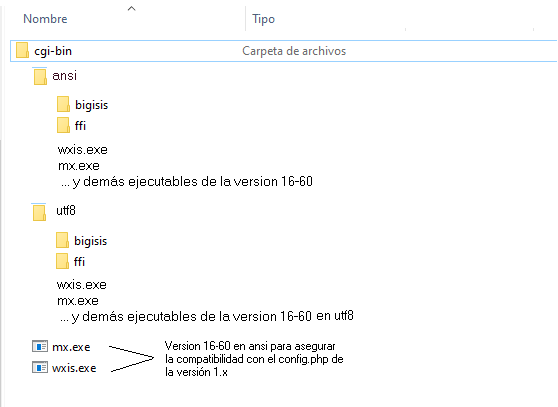 Nombre Tipo
cgi-bin Carpeta de archivos
ansi
bigisis
ffi
wxis.exe
mx.exe
... y demás ejecutables de la version 16-60
utf8
bigisis
ffi
wxis.exe
mx.exe
... y demás ejecutables de la version 16-60 en utf8
mx.exe
wxis.exe
Version 16-60 en ansi para asegurar
la compatibilidad con el config.php de
la versión 1.x